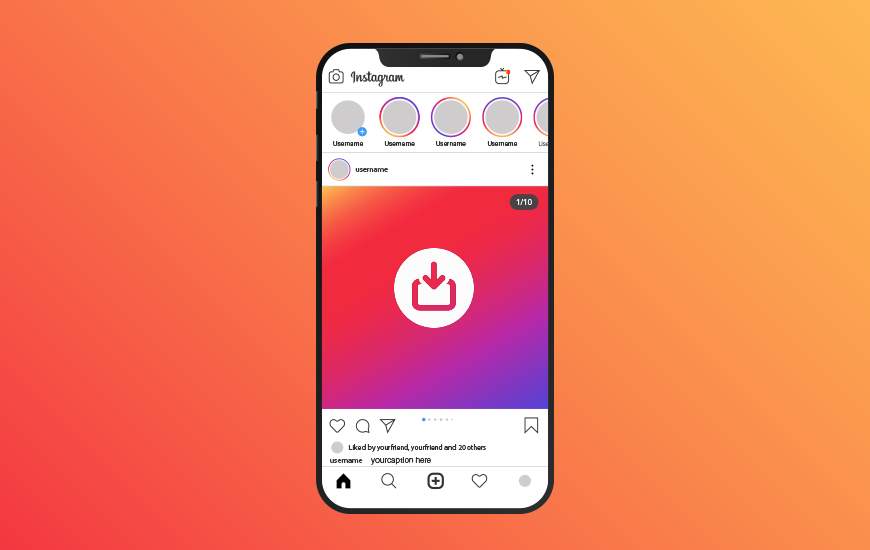 Instagram
Username Username Username Username Use
username
1/10
Liked by yourfriend, yourfriend and 20 others
username yourcaption here